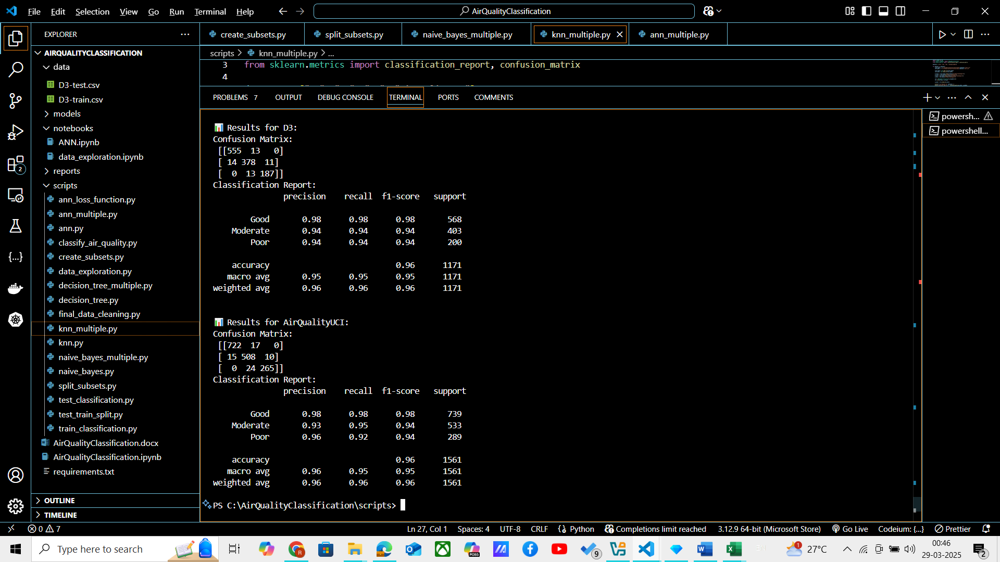 File Edit Selection View Go Run Terminal Help
AirQualityClassification
EXPLORER
create_subsets.py
split_subsets.py
naive_bayes_multiple.py
knn_multiple.py
ann_multiple.py
AIRQUALITYCLASSIFICATION
data
D3-test.csv
D3-train.csv
models
notebooks
ANN.ipynb
data_exploration.ipynb
reports
scripts
ann_loss_function.py
ann_multiple.py
ann.py
classify_air_quality.py
create_subsets.py
data_exploration.py
decision_tree_multiple.py
decision_tree.py
final_data_cleaning.py
knn_multiple.py
knn.py
naive_bayes_multiple.py
naive_bayes.py
split_subsets.py
test_classification.py
test_train_split.py
train_classification.py
AirQualityClassification.docx
AirQualityClassification.ipynb
requirements.txt
OUTLINE
TIMELINE
2
scripts > knn_multiple.py > ...
3 from sklearn.metrics import classification_report, confusion_matrix
4
PROBLEMS 7 OUTPUT DEBUG CONSOLE TERMINAL PORTS COMMENTS
powersh...
powershell...
📊 Results for D3:
Confusion Matrix:
[[555 13 0]
[ 14 378 11]
[ 0 13 187]]
Classification Report:
precision recall f1-score support
Good 0.98 0.98 0.98 568
Moderate 0.94 0.94 0.94 403
Poor 0.94 0.94 0.94 200
accuracy 0.96 1171
macro avg 0.95 0.95 0.95 1171
weighted avg 0.96 0.96 0.96 1171
📊 Results for AirQualityUCI:
Confusion Matrix:
[[722 17 0]
[ 15 508 10]
[ 0 24 265]]
Classification Report:
precision recall f1-score support
Good 0.98 0.98 0.98 739
Moderate 0.93 0.95 0.94 533
Poor 0.96 0.92 0.94 289
accuracy 0.96 1561
macro avg 0.96 0.95 0.95 1561
weighted avg 0.96 0.96 0.96 1561
PS C:\AirQualityClassification\scripts>
0 7
Ln 27, Col 1 Spaces: 4 UTF-8 CRLF Python Completions limit reached 3.12.9 64-bit (Microsoft Store) Go Live Codeium: {...} Prettier
Type here to search
M365
9
1
27°C
00:46
29-03-2025
2